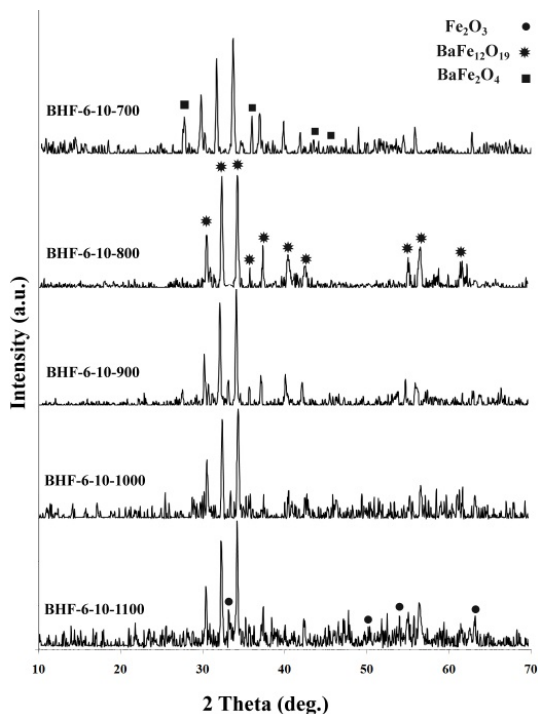 Fe₂O₃ ●
BaFe₁₂O₁₉ ✹
BaFe₂O₄ ■
BHF-6-10-700
BHF-6-10-800
BHF-6-10-900
BHF-6-10-1000
BHF-6-10-1100
Intensity (a.u.)
10 20 30 40 50 60 70
2 Theta (deg.)